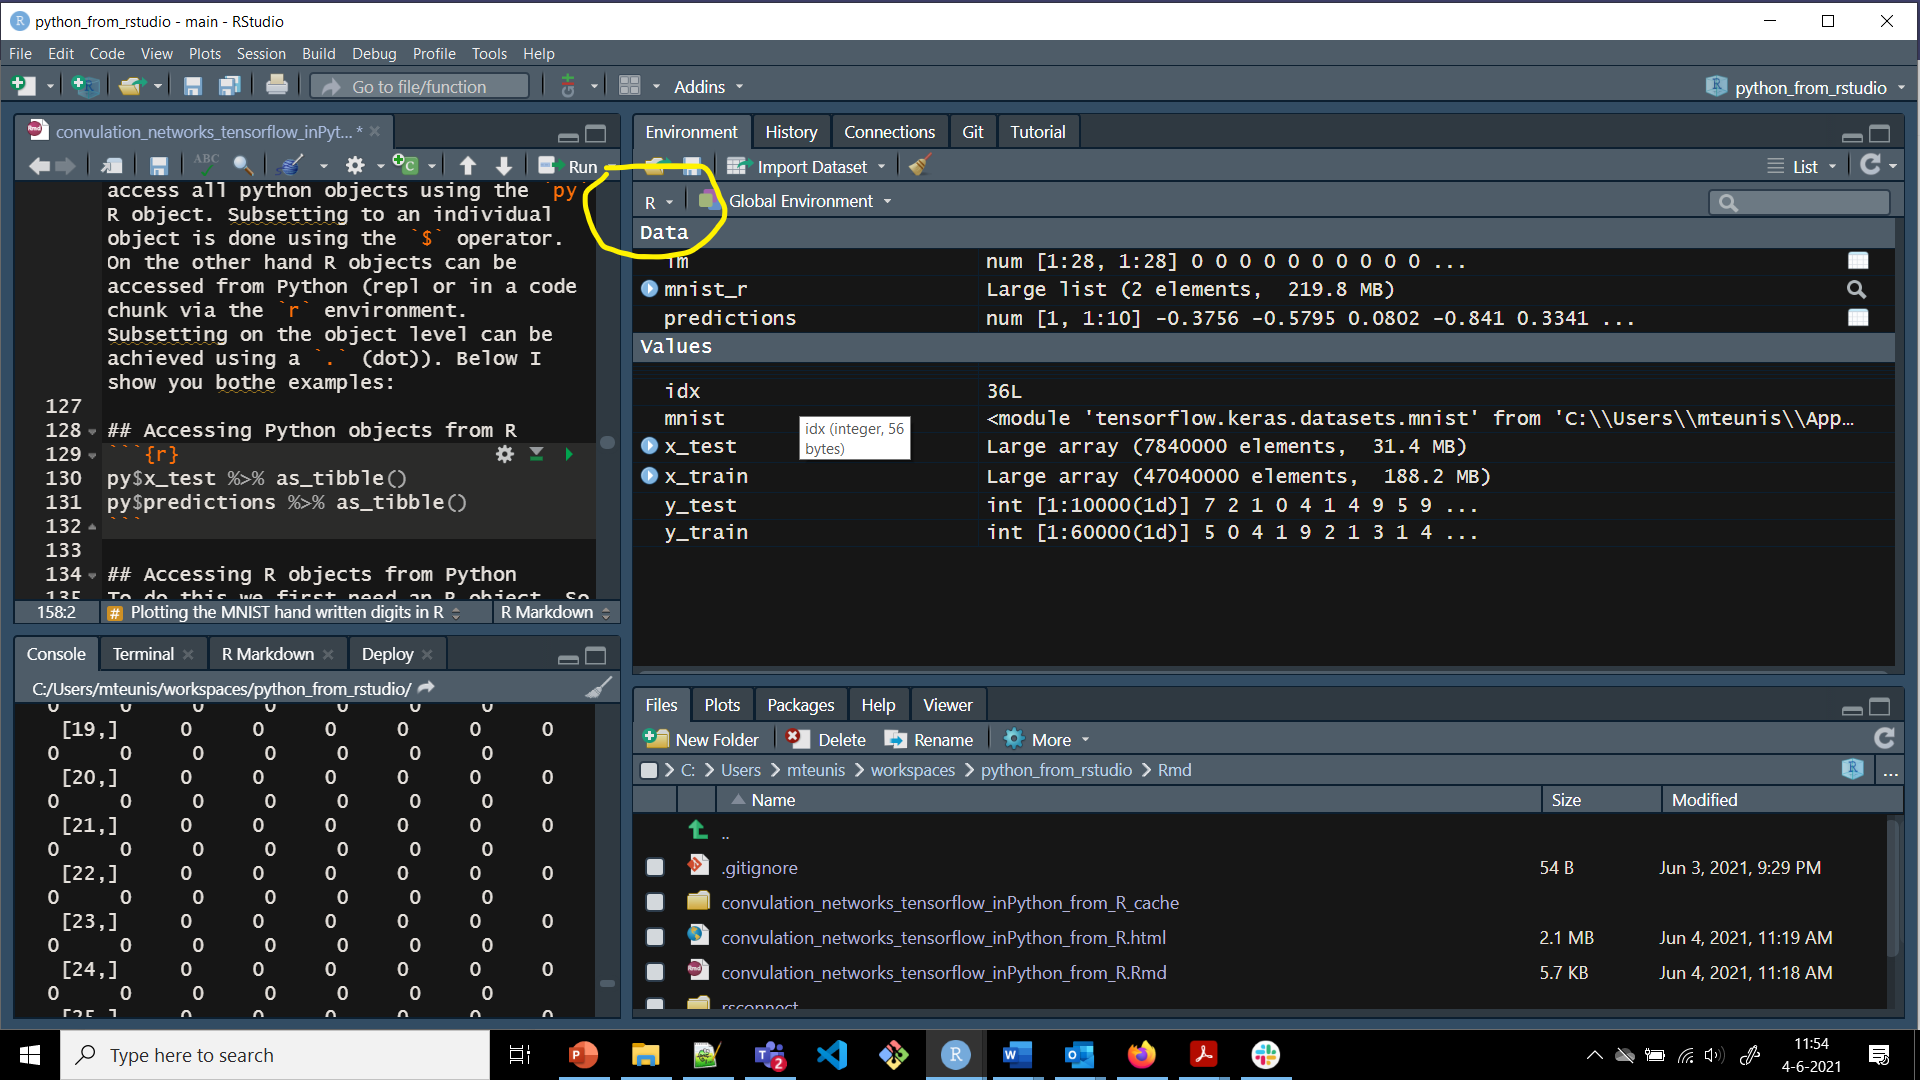 python_from_rstudio - main - RStudio
File Edit Code View Plots Session Build Debug Profile Tools Help
Go to file/function Addins python_from_rstudio
convulation_networks_tensorflow_inPyt... *
ABC Run
access all python objects using the `py`
R object. Subsetting to an individual
object is done using the `$` operator.
On the other hand R objects can be
accessed from Python (repl or in a code
chunk via the `r` environment.
Subsetting on the object level can be
achieved using a `.` (dot)). Below I
show you bothe examples:
127
128 ## Accessing Python objects from R
129 ```{r}
130 py$x_test %>% as_tibble()
131 py$predictions %>% as_tibble()
132 ```
133
134 ## Accessing R objects from Python
135 To do this we first need an R object. So
158:2 # Plotting the MNIST hand written digits in R R Markdown
Environment History Connections Git Tutorial
Import Dataset List
R Global Environment
Data
im num [1:28, 1:28] 0 0 0 0 0 0 0 0 0 0 ...
mnist_r Large list (2 elements, 219.8 MB)
predictions num [1, 1:10] -0.3756 -0.5795 0.0802 -0.841 0.3341 ...
Values
idx 36L
mnist <module 'tensorflow.keras.datasets.mnist' from 'C:\\Users\\mteunis\\App...
idx (integer, 56
bytes)
x_test Large array (7840000 elements, 31.4 MB)
x_train Large array (47040000 elements, 188.2 MB)
y_test int [1:10000(1d)] 7 2 1 0 4 1 4 9 5 9 ...
y_train int [1:60000(1d)] 5 0 4 1 9 2 1 3 1 4 ...
Console Terminal R Markdown Deploy
C:/Users/mteunis/workspaces/python_from_rstudio/
0 0 0 0 0 0 0
[19,] 0 0 0 0 0 0
0 0 0 0 0 0 0
[20,] 0 0 0 0 0 0
0 0 0 0 0 0 0
[21,] 0 0 0 0 0 0
0 0 0 0 0 0 0
[22,] 0 0 0 0 0 0
0 0 0 0 0 0 0
[23,] 0 0 0 0 0 0
0 0 0 0 0 0 0
[24,] 0 0 0 0 0 0
0 0 0 0 0 0 0
[25,] 0 0 0 0 0 0
Files Plots Packages Help Viewer
New Folder Delete Rename More
C: Users mteunis workspaces python_from_rstudio Rmd ...
Name Size Modified
..
.gitignore 54 B Jun 3, 2021, 9:29 PM
convulation_networks_tensorflow_inPython_from_R_cache
convulation_networks_tensorflow_inPython_from_R.html 2.1 MB Jun 4, 2021, 11:19 AM
convulation_networks_tensorflow_inPython_from_R.Rmd 5.7 KB Jun 4, 2021, 11:18 AM
rsconnect
Type here to search
2
11:54
4-6-2021